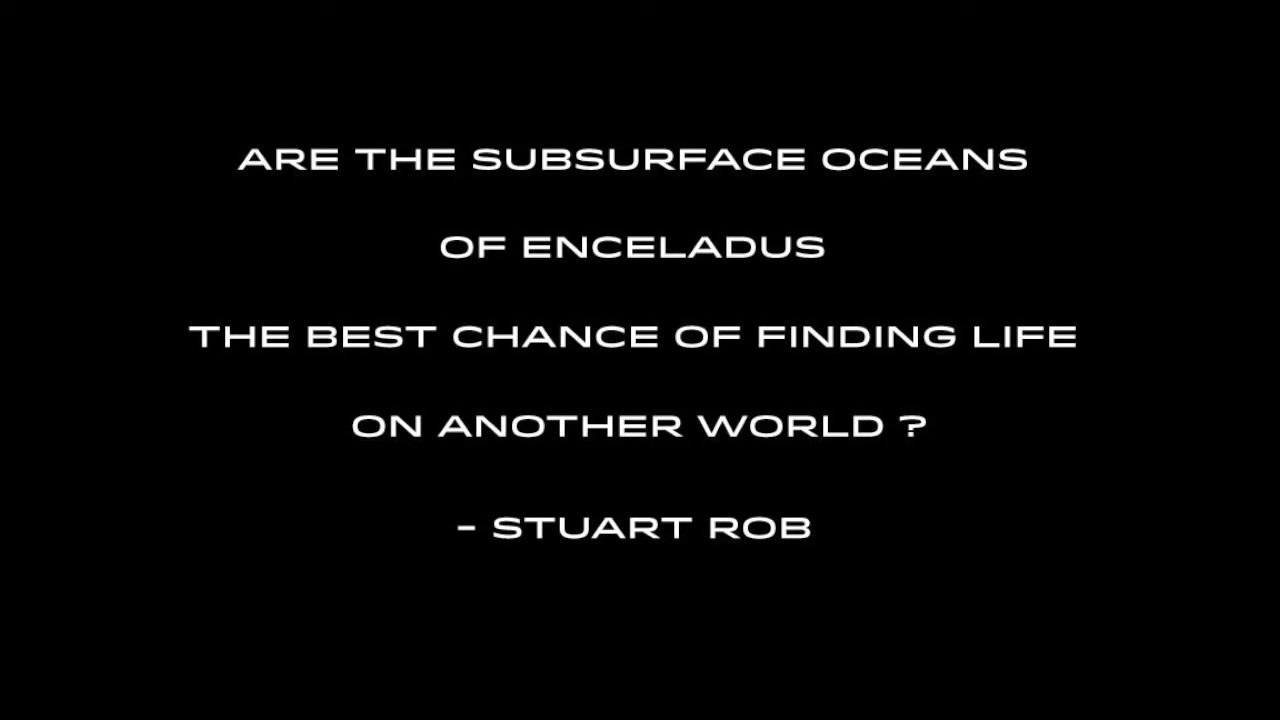 ARE THE SUBSURFACE OCEANS
OF ENCELADUS
THE BEST CHANCE OF FINDING LIFE
ON ANOTHER WORLD ?
- STUART ROB